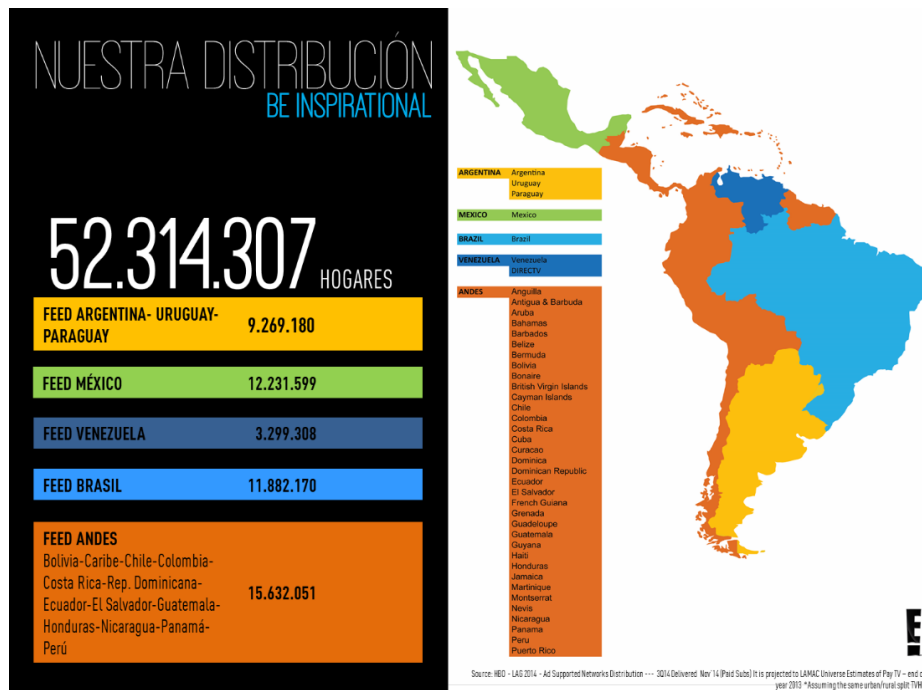 NUESTRA DISTRIBUCIÓN
BE INSPIRATIONAL
52.314.307 HOGARES
FEED ARGENTINA- URUGUAY-
PARAGUAY
9.269.180
FEED MÉXICO 12.231.599
FEED VENEZUELA 3.299.308
FEED BRASIL 11.882.170
FEED ANDES
Bolivia-Caribe-Chile-Colombia-
Costa Rica-Rep. Dominicana-
Ecuador-El Salvador-Guatemala-
Honduras-Nicaragua-Panamá-
Perú
15.632.051
ARGENTINA Argentina
Uruguay
Paraguay
MEXICO Mexico
BRAZIL Brazil
VENEZUELA Venezuela
DIRECTV
ANDES Anguilla
Antigua & Barbuda
Aruba
Bahamas
Barbados
Belize
Bermuda
Bolivia
Bonaire
British Virgin Islands
Cayman Islands
Chile
Colombia
Costa Rica
Cuba
Curacao
Dominica
Dominican Republic
Ecuador
El Salvador
French Guiana
Grenada
Guadeloupe
Guatemala
Guyana
Haiti
Honduras
Jamaica
Martinique
Montserrat
Nevis
Nicaragua
Panama
Peru
Puerto Rico
E!
Source: HBO - LAG 2014 - Ad Supported Networks Distribution --- 3Q14 Delivered Nov' 14 (Paid Subs) It is projected to LAMAC Universe Estimates of Pay TV – end
year 2013 *Assuming the same urban/rural split TVM